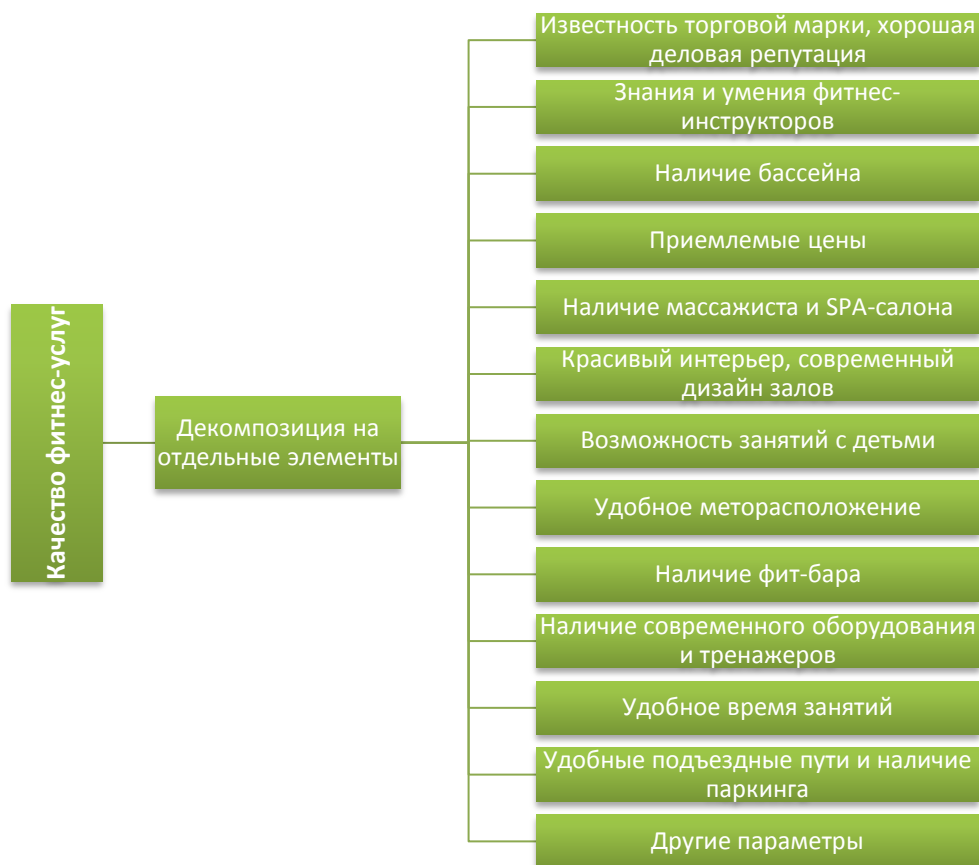 Качество фитнес-услуг
Декомпозиция на
отдельные элементы
Известность торговой марки, хорошая
деловая репутация
Знания и умения фитнес-
инструкторов
Наличие бассейна
Приемлемые цены
Наличие массажиста и SPA-салона
Красивый интерьер, современный
дизайн залов
Возможность занятий с детьми
Удобное меторасположение
Наличие фит-бара
Наличие современного оборудования
и тренажеров
Удобное время занятий
Удобные подъездные пути и наличие
паркинга
Другие параметры